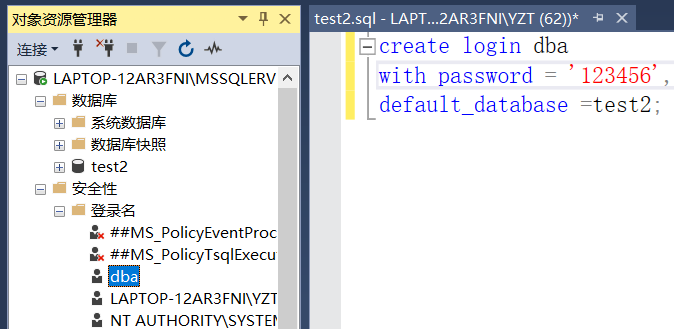 对象资源管理器
连接
LAPTOP-12AR3FNI\MSSQLSERV
数据库
系统数据库
数据库快照
test2
安全性
登录名
##MS_PolicyEventProc
##MS_PolicyTsqlExecu
dba
LAPTOP-12AR3FNI\YZT
NT AUTHORITY\SYSTEM
test2.sql - LAPT...2AR3FNI\YZT (62))*
create login dba
with password = '123456',
default_database =test2;